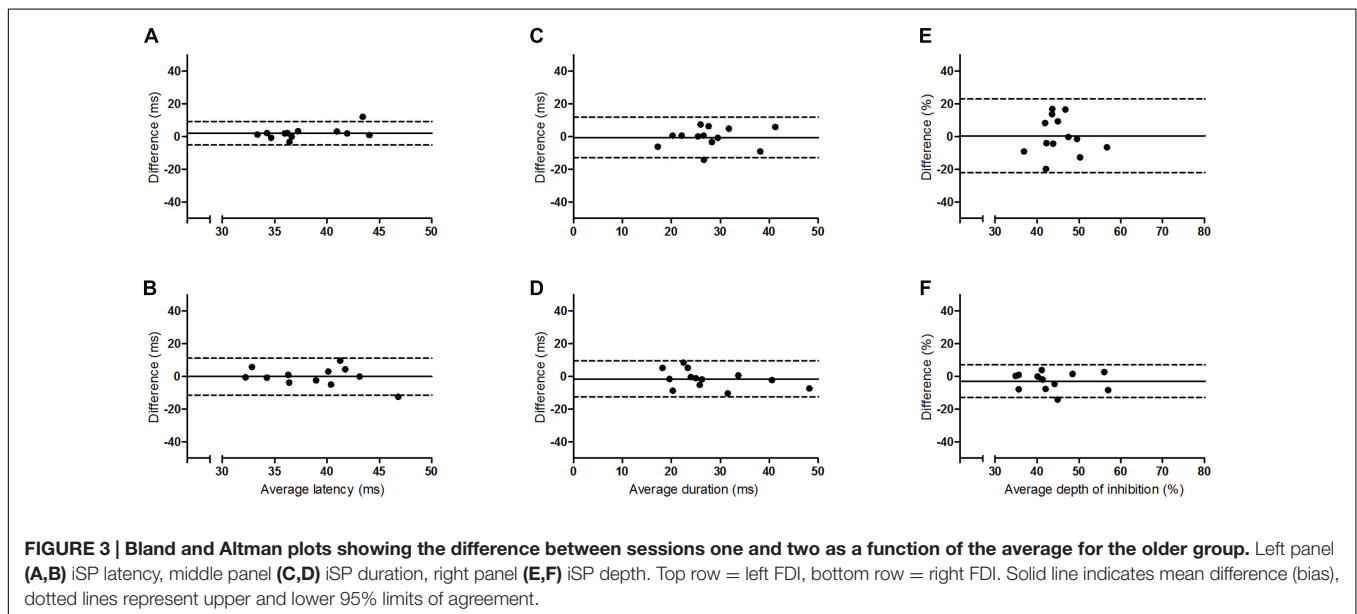 A
40
20
0
-20
-40
Difference (ms)
30 35 40 45 50
C
40
20
0
-20
-40
Difference (ms)
0 10 20 30 40 50
E
40
20
0
-20
-40
Difference (%)
30 40 50 60 70 80
B
40
20
0
-20
-40
Difference (ms)
30 35 40 45 50
Average latency (ms)
D
40
20
0
-20
-40
Difference (ms)
0 10 20 30 40 50
Average duration (ms)
F
40
20
0
-20
-40
Difference (%)
30 40 50 60 70 80
Average depth of inhibition (%)
FIGURE 3 | Bland and Altman plots showing the difference between sessions one and two as a function of the average for the older group. Left panel
(A,B) iSP latency, middle panel (C,D) iSP duration, right panel (E,F) iSP depth. Top row = left FDI, bottom row = right FDI. Solid line indicates mean difference (bias),
dotted lines represent upper and lower 95% limits of agreement.